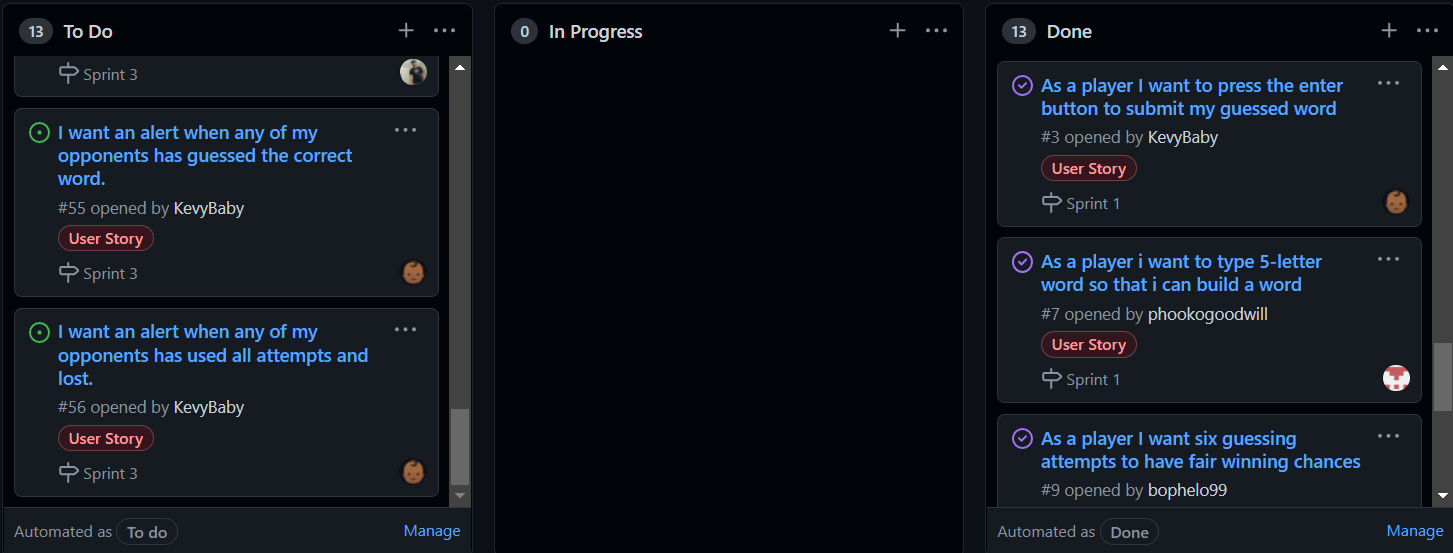 13 To Do
Sprint 3
I want an alert when any of my
opponents has guessed the correct
word.
#55 opened by KevyBaby
User Story
Sprint 3
I want an alert when any of my
opponents has used all attempts and
lost.
#56 opened by KevyBaby
User Story
Sprint 3
Automated as To do
Manage
0 In Progress
13 Done
As a player I want to press the enter
button to submit my guessed word
#3 opened by KevyBaby
User Story
Sprint 1
As a player i want to type 5-letter
word so that i can build a word
#7 opened by phookogoodwill
User Story
Sprint 1
As a player I want six guessing
attempts to have fair winning chances
#9 opened by bophelo99
Automated as Done
Manage